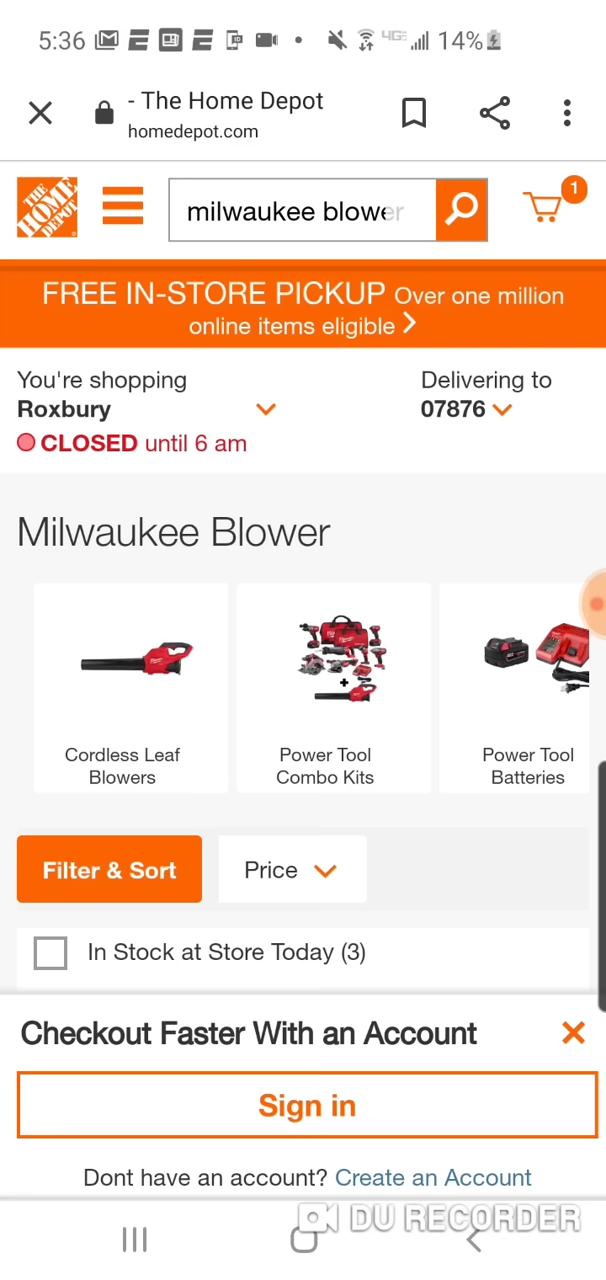 5:36 4GE 14%
- The Home Depot
homedepot.com
THE HOME DEPOT
milwaukee blower
1
FREE IN-STORE PICKUP Over one million
online items eligible
You're shopping
Roxbury
CLOSED until 6 am
Delivering to
07876
Milwaukee Blower
Cordless Leaf
Blowers
Power Tool
Combo Kits
Power Tool
Batteries
Filter & Sort
Price
In Stock at Store Today (3)
Checkout Faster With an Account
Sign in
Dont have an account? Create an Account
DU RECORDER